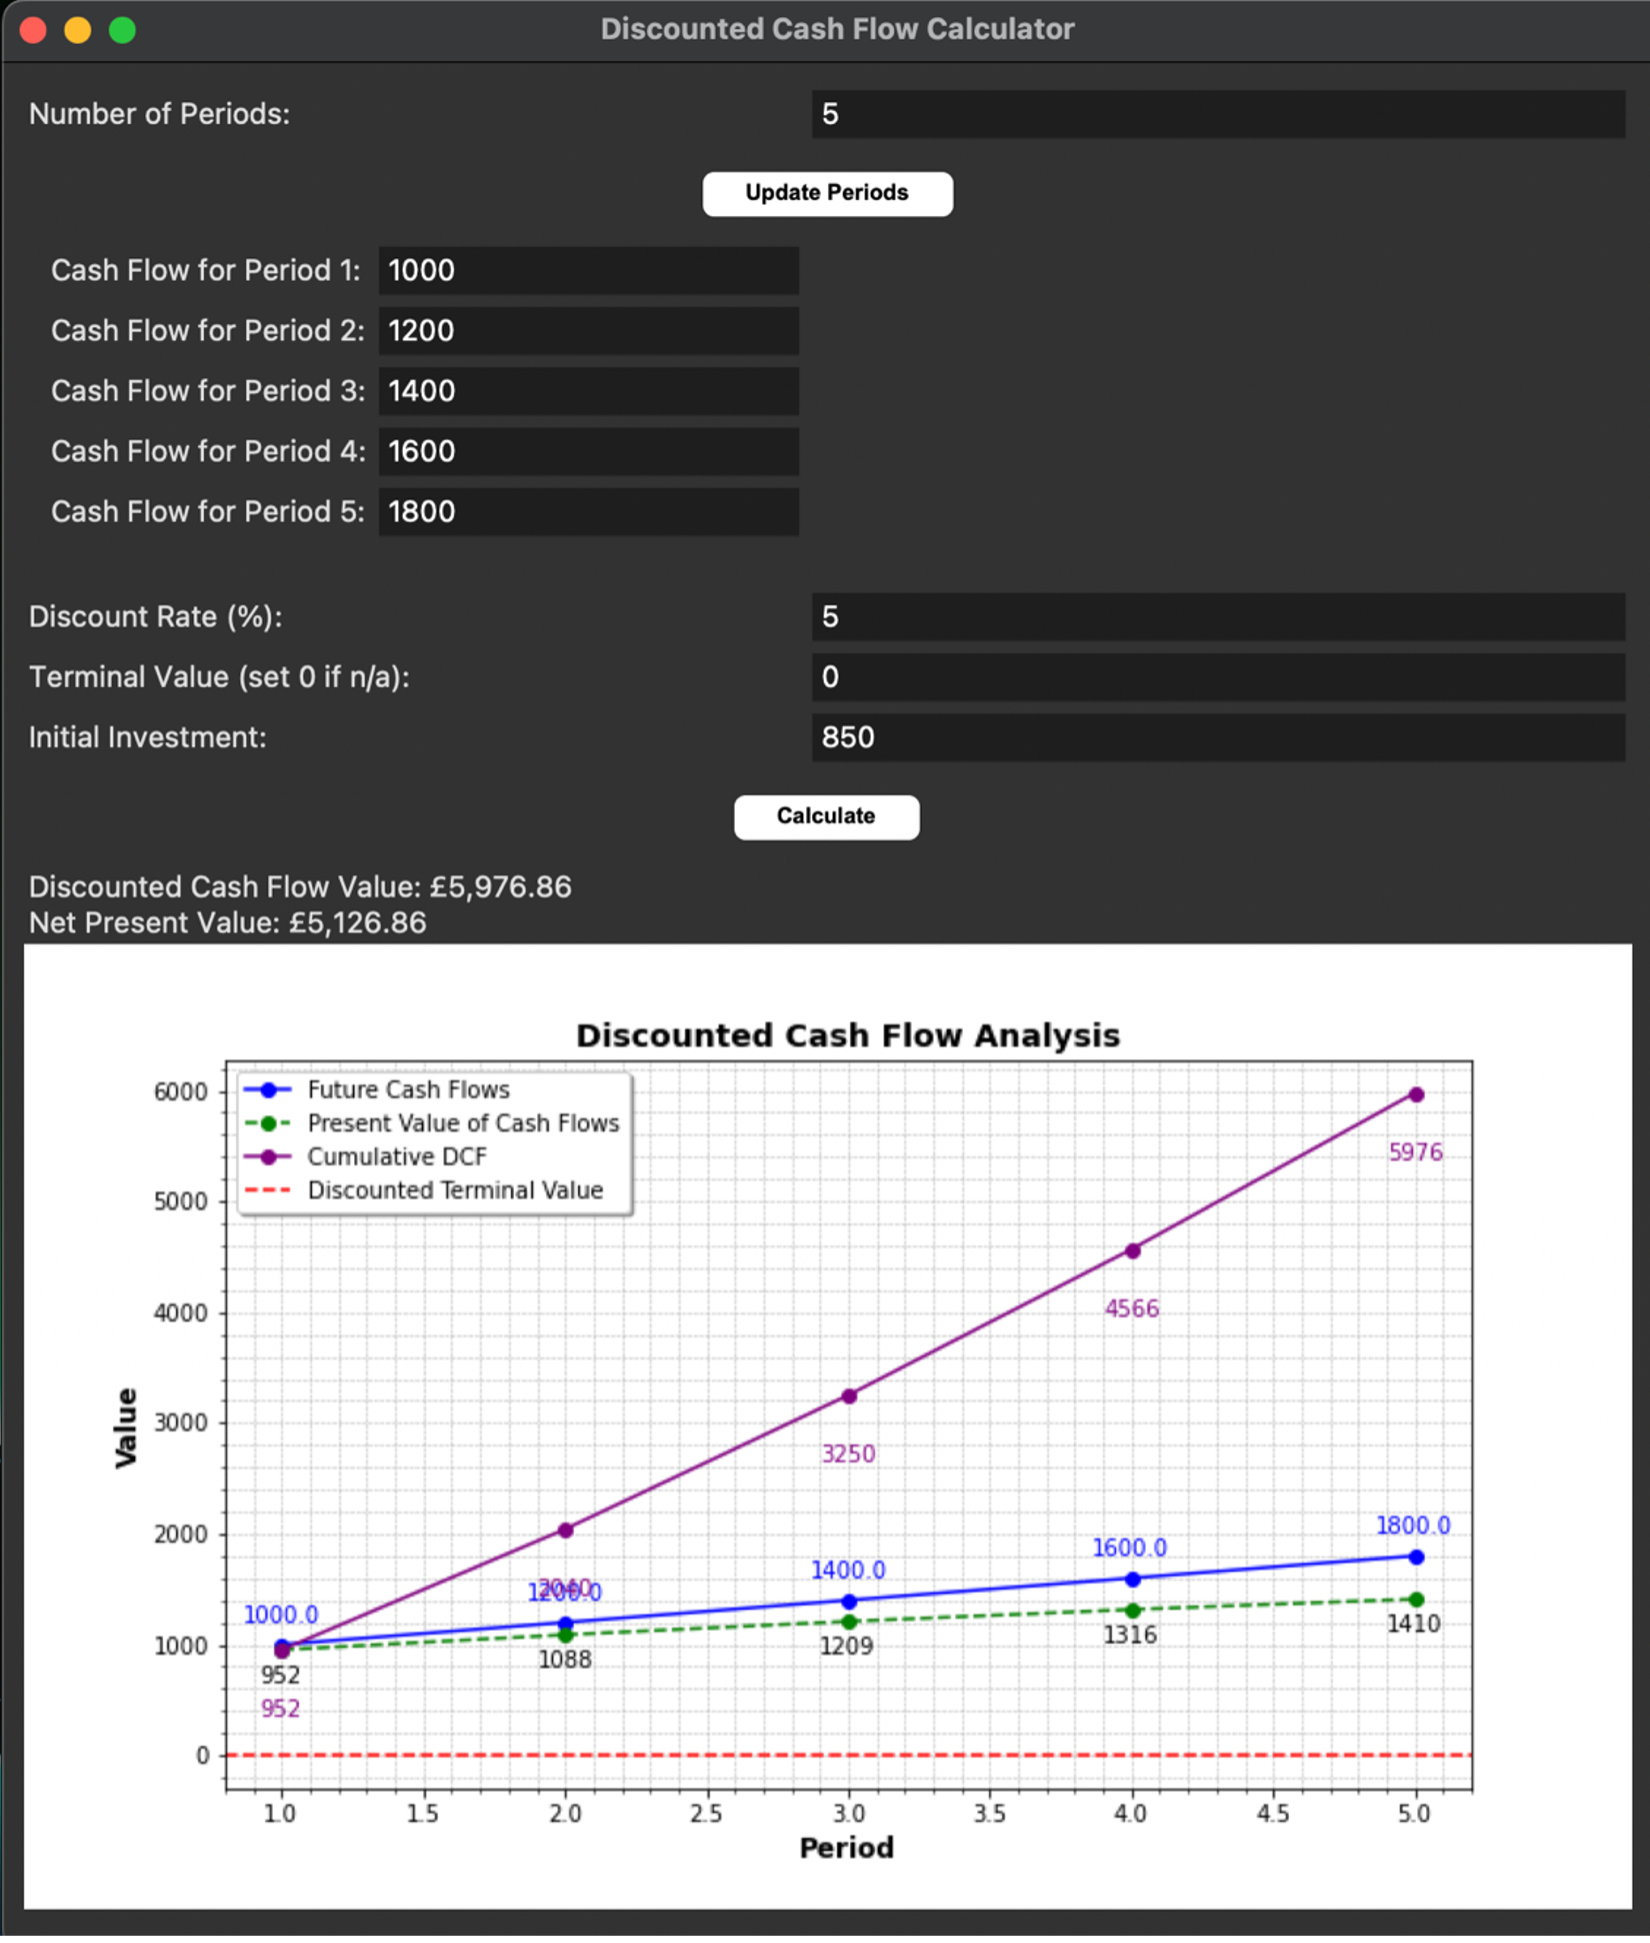 Discounted Cash Flow Calculator
Number of Periods: 5
Update Periods
Cash Flow for Period 1: 1000
Cash Flow for Period 2: 1200
Cash Flow for Period 3: 1400
Cash Flow for Period 4: 1600
Cash Flow for Period 5: 1800
Discount Rate (%): 5
Terminal Value (set 0 if n/a): 0
Initial Investment: 850
Calculate
Discounted Cash Flow Value: £5,976.86
Net Present Value: £5,126.86
Discounted Cash Flow Analysis
Future Cash Flows
Present Value of Cash Flows
Cumulative DCF
Discounted Terminal Value
6000
5000
4000
3000
2000
1000
0
Value
5976
4566
3250
2040
1000.0
1200.0
1400.0
1600.0
1800.0
952
1088
1209
1316
1410
952
1.0 1.5 2.0 2.5 3.0 3.5 4.0 4.5 5.0
Period